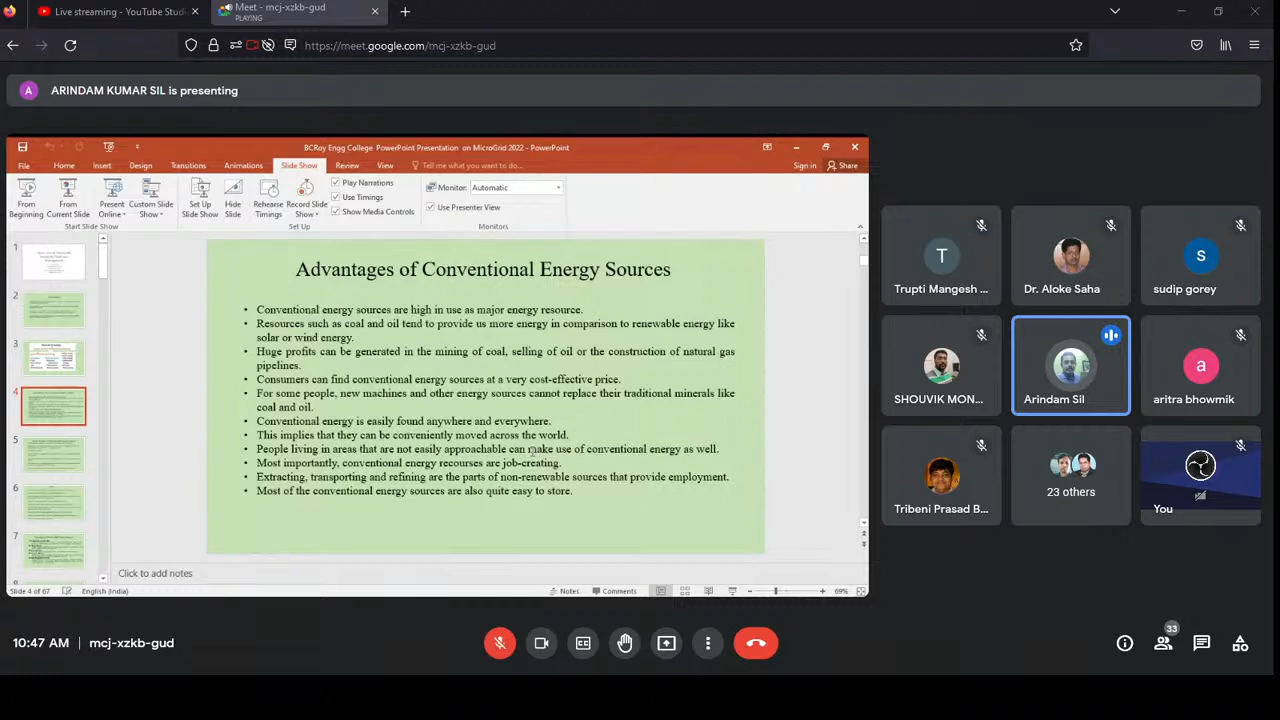 Live streaming - YouTube Stud
Meet - mcj-xzkb-gud
PLAYING
https://meet.google.com/mcj-xzkb-gud
A ARINDAM KUMAR SIL is presenting
BCRoy Engg College PowerPoint Presentation on MicroGrid 2022 - PowerPoint
File Home Insert Design Transitions Animations Slide Show Review View Tell me what you want to do... Sign in Share
From Beginning
From Current Slide
Present Online
Custom Slide Show
Set Up Slide Show
Hide Slide
Rehearse Timings
Record Slide Show
Play Narrations
Use Timings
Show Media Controls
Monitor: Automatic
Use Presenter View
Start Slide Show Set Up Monitors
1
2
3
4
5
6
7
Advantages of Conventional Energy Sources
• Conventional energy sources are high in use as major energy resource.
• Resources such as coal and oil tend to provide us more energy in comparison to renewable energy like
solar or wind energy.
• Huge profits can be generated in the mining of coal, selling of oil or the construction of natural gas
pipelines.
• Consumers can find conventional energy sources at a very cost-effective price.
• For some people, new machines and other energy sources cannot replace their traditional minerals like
coal and oil.
• Conventional energy is easily found anywhere and everywhere.
• This implies that they can be conveniently moved across the world.
• People living in areas that are not easily approachable can make use of conventional energy as well.
• Most importantly, conventional energy recourses are job-creating.
• Extracting, transporting and refining are the parts of non-renewable sources that provide employment.
• Most of the conventional energy sources are also quite easy to store.
Click to add notes
Slide 4 of 67 English (India) Notes Comments 69%
T
Trupti Mangesh ...
Dr. Aloke Saha
s
sudip gorey
SHOUVIK MON...
Arindam Sil
a
aritra bhowmik
Tribeni Prasad B...
23 others
You
10:47 AM | mcj-xzkb-gud
33